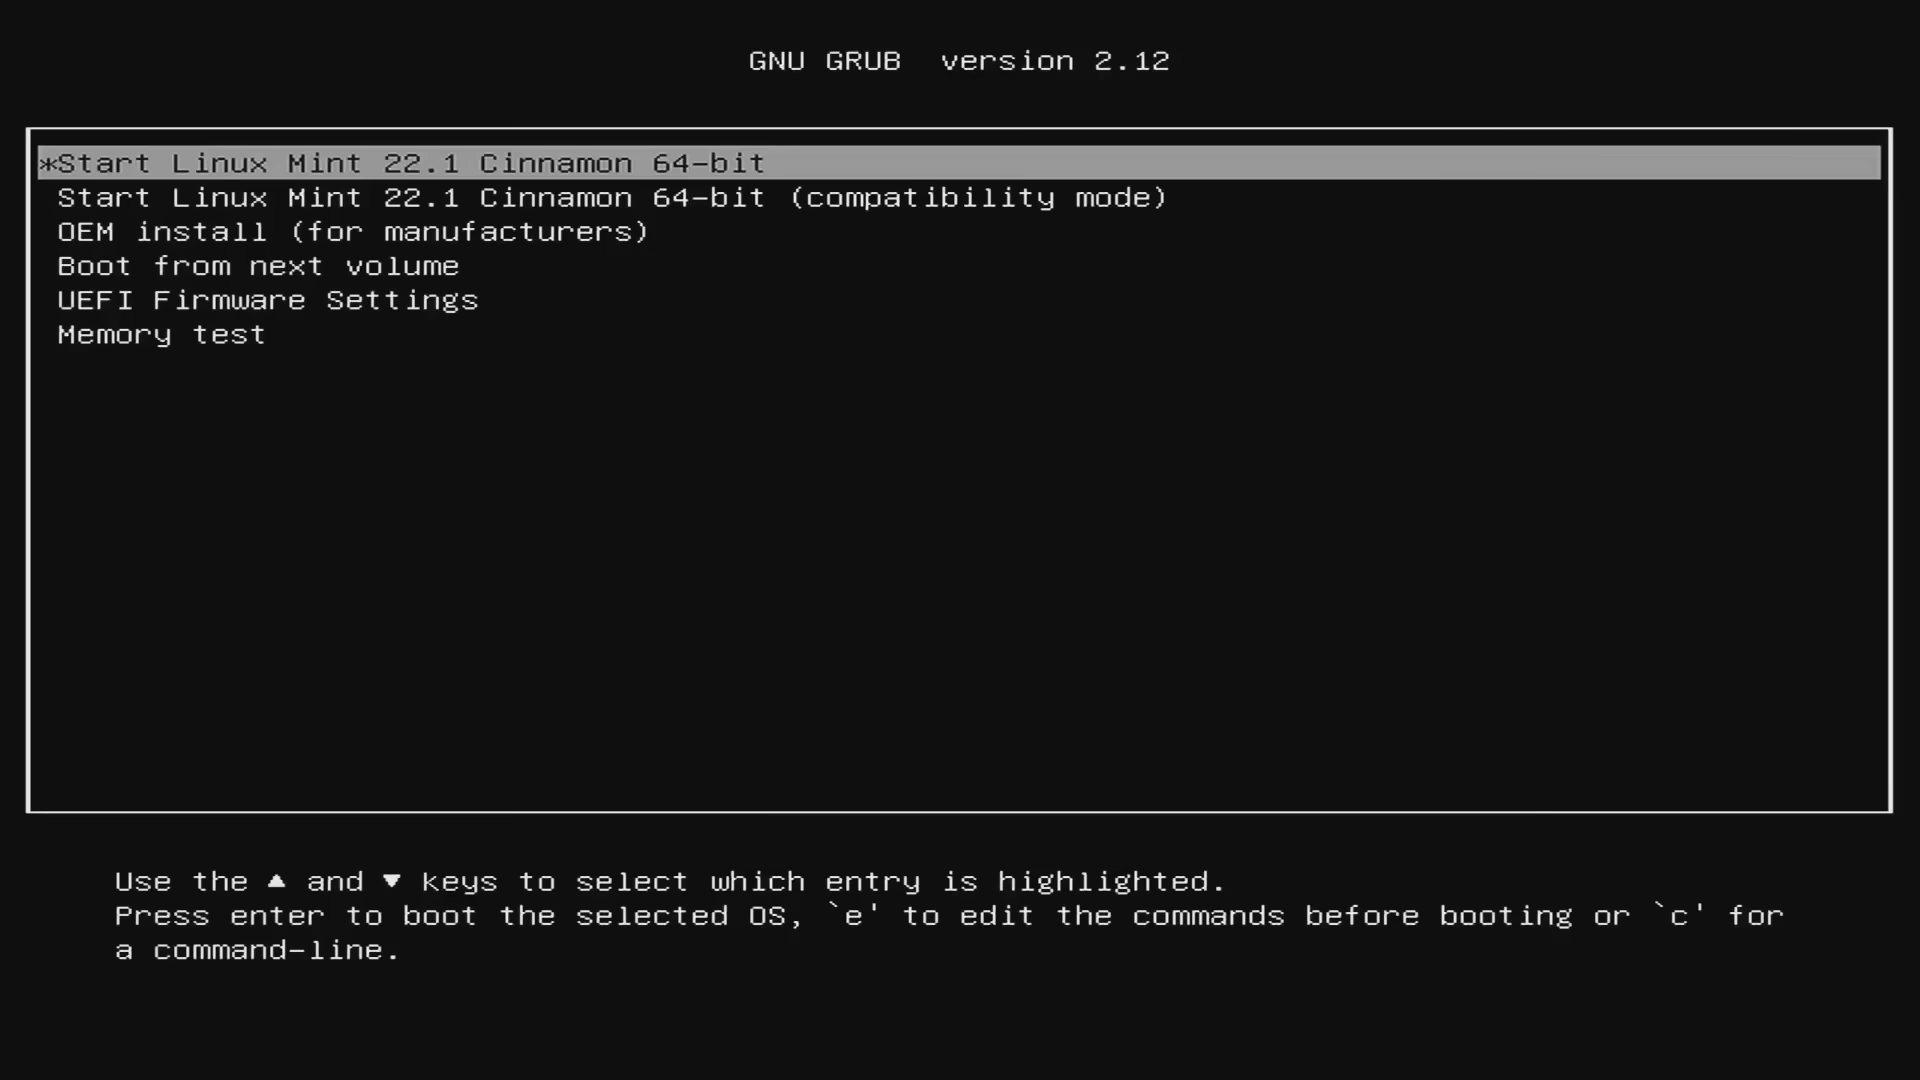 GNU GRUB  version 2.12
*Start Linux Mint 22.1 Cinnamon 64-bit
Start Linux Mint 22.1 Cinnamon 64-bit (compatibility mode)
OEM install (for manufacturers)
Boot from next volume
UEFI Firmware Settings
Memory test
Use the ▲ and ▼ keys to select which entry is highlighted.
Press enter to boot the selected OS, `e' to edit the commands before booting or `c' for
a command-line.